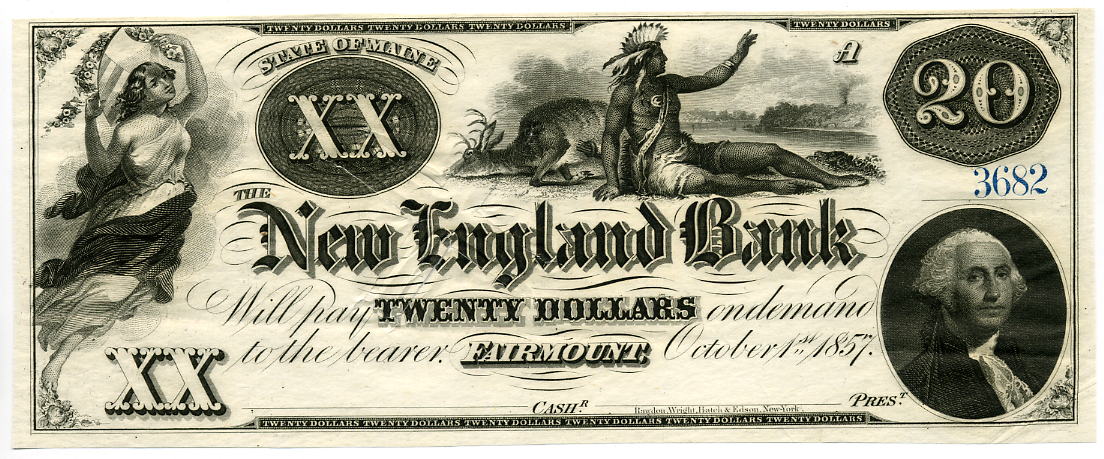 TWENTY DOLLARS TWENTY DOLLARS TWENTY DOLLARS
TWENTY DOLLARS
STATE OF MAINE
XX
A
20
3682
THE
New England Bank
Will pay TWENTY DOLLARS on demand
to the bearer. FAIRMOUNT, October 1st, 1857.
XX
CASHR.
Rawdon, Wright, Hatch & Edson, New-York.
PREST.
TWENTY DOLLARS TWENTY DOLLARS TWENTY DOLLARS TWENTY DOLLARS TWENTY DOLLARS TWENTY DOLLARS